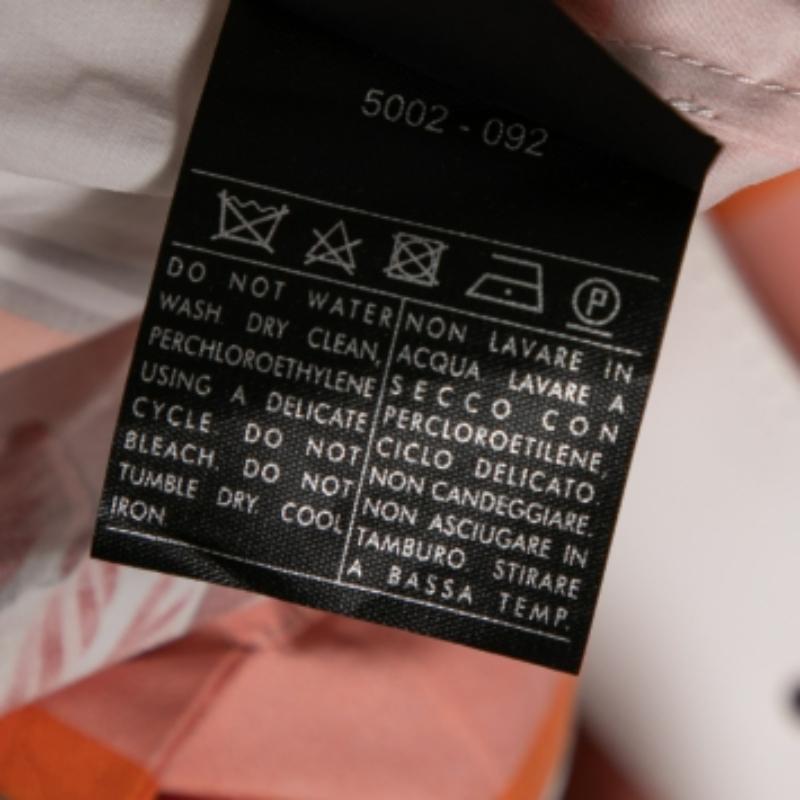 5002 - 092
P
DO NOT WATER
WASH. DRY CLEAN,
PERCHLOROETHYLENE
USING A DELICATE
CYCLE. DO NOT
BLEACH. DO NOT
TUMBLE DRY. COOL
IRON.
NON LAVARE IN
ACQUA LAVARE A
SECCO CON
PERCLOROETILENE,
CICLO DELICATO
NON CANDEGGIARE.
NON ASCIUGARE IN
TAMBURO STIRARE
A BASSA TEMP.